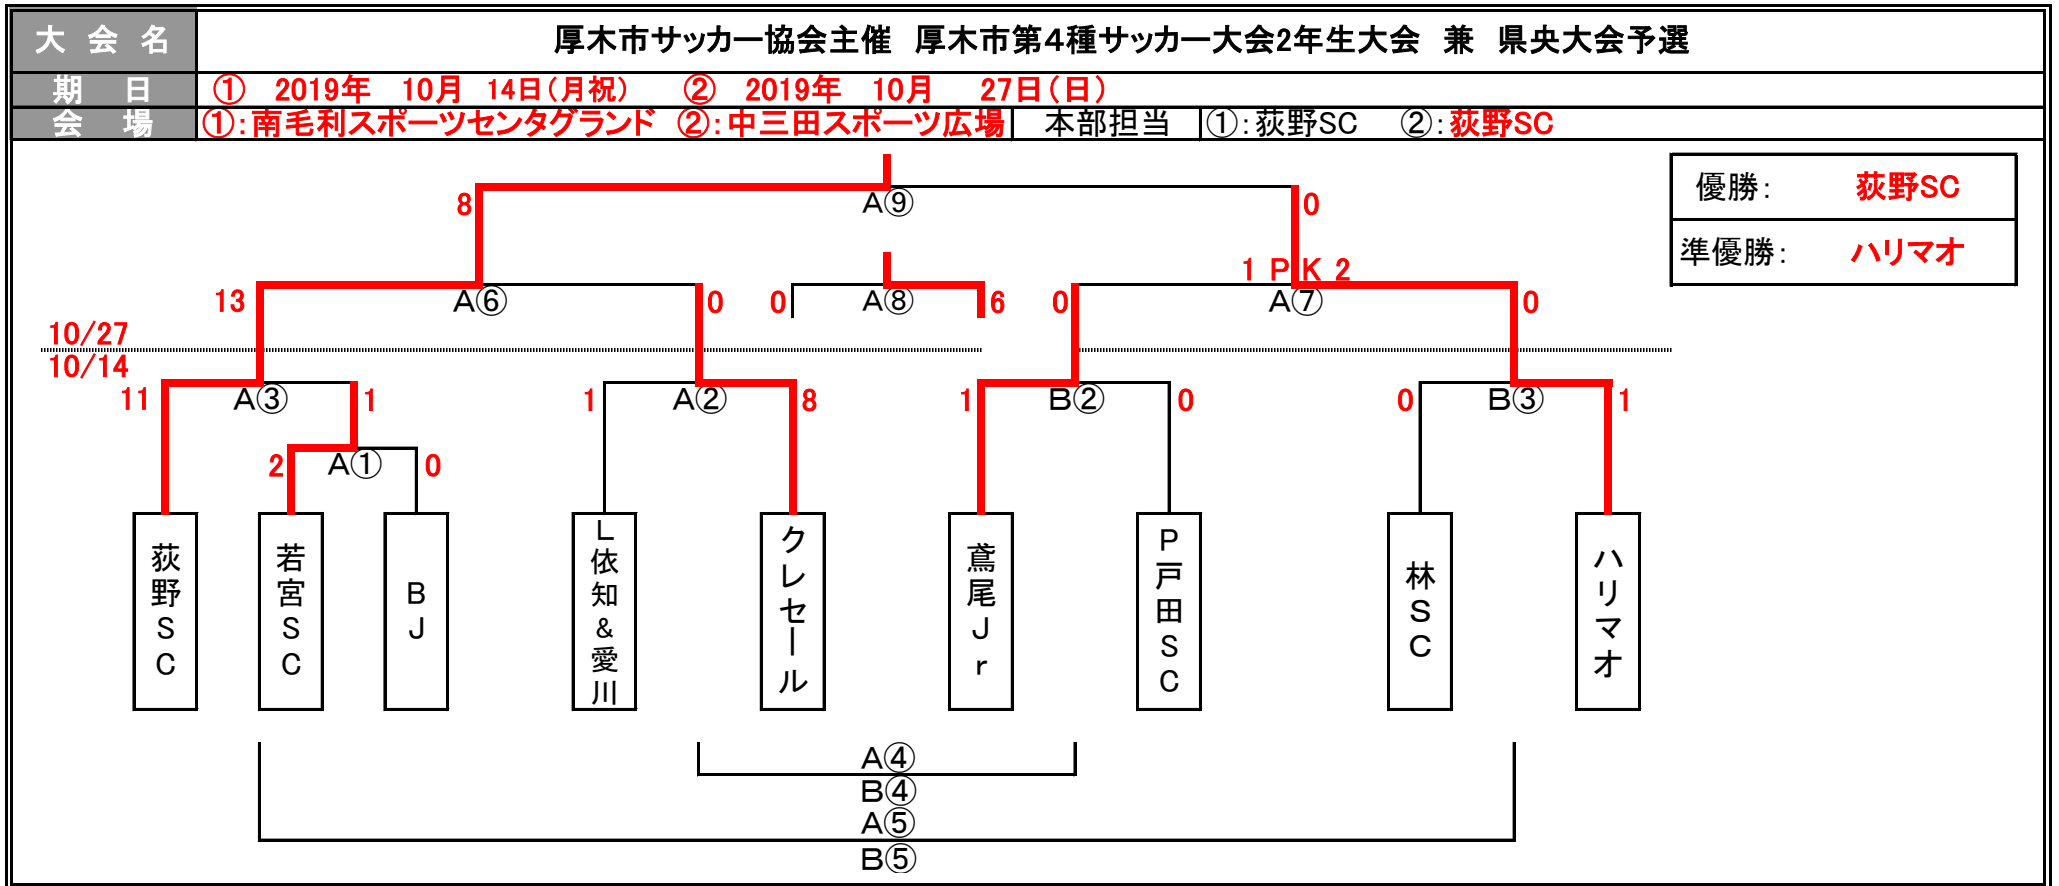 大 会 名 厚木市サッカー協会主催 厚木市第4種サッカー大会2年生大会 兼 県央大会予選
期 日 ① 2019年 10月 14日(月祝) ② 2019年 10月 27日(日)
会 場 ①:南毛利スポーツセンタグランド ②:中三田スポーツ広場 本部担当 ①:荻野SC ②:荻野SC
優勝: 荻野SC
準優勝: ハリマオ
8 A⑨ 0
1 P K 2
13 A⑥ 0 0 A⑧ 6 0 A⑦ 0
10/27
10/14
11 A③ 1 1 A② 8 1 B② 0 0 B③ 1
2 A① 0
荻野SC
若宮SC
BJ
L依知&愛川
クレセール
鳶尾Jr
P戸田SC
林SC
ハリマオ
A④
B④
A⑤
B⑤